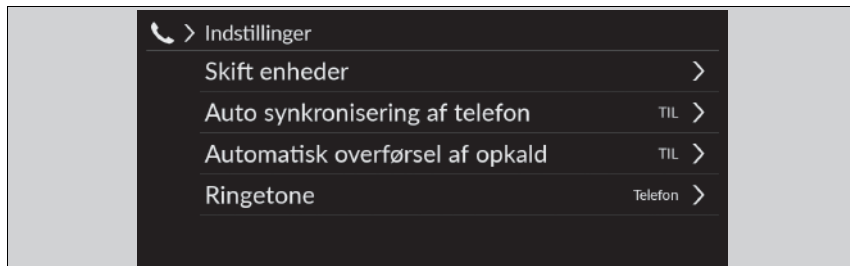 Indstillinger
Skift enheder
Auto synkronisering af telefon TIL
Automatisk overførsel af opkald TIL
Ringetone Telefon